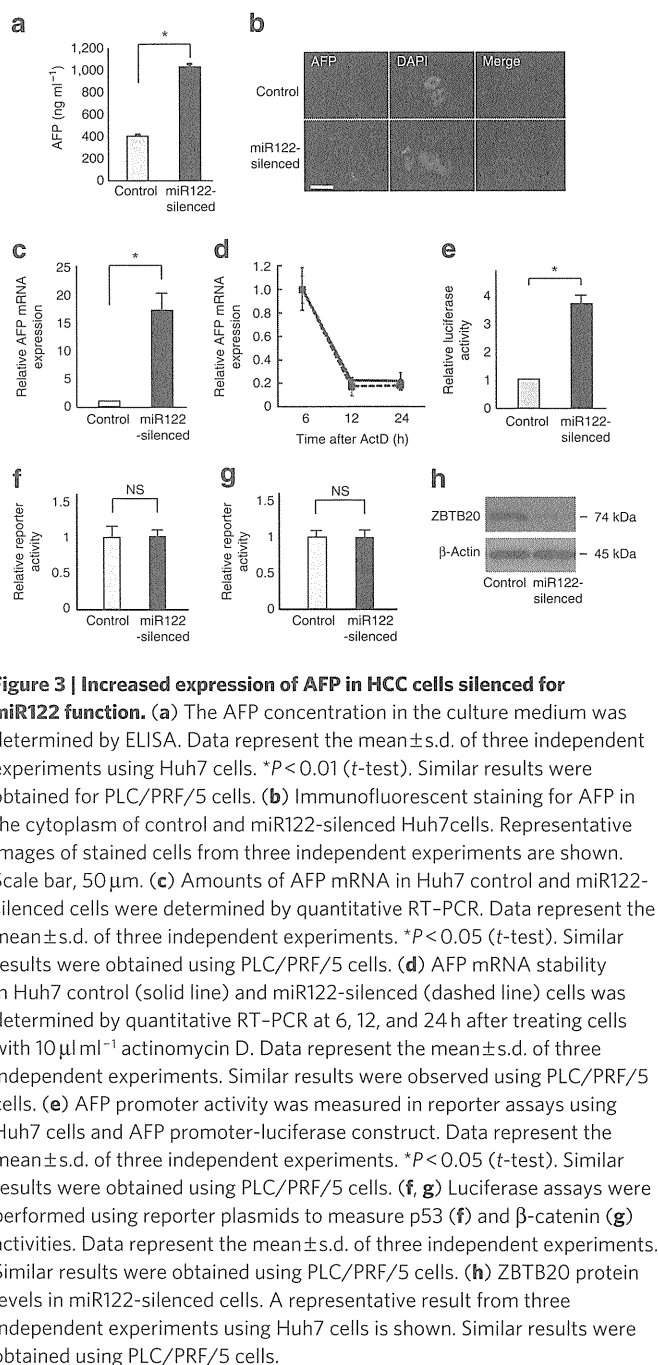 a
b
1,200
1,000
800
600
400
200
0
AFP (ng ml⁻¹)
*
Control
miR122-
silenced
AFP
DAPI
Merge
Control
miR122-
silenced
c
d
e
25
20
15
10
5
0
Relative AFP mRNA
expression
*
Control
miR122
-silenced
1.2
1.0
0.8
0.6
0.4
0.2
0
Relative AFP mRNA
expression
6
12
24
Time after ActD (h)
4
3
2
1
0
Relative luciferase
activity
*
Control
miR122-
silenced
f
g
h
1.5
1
0.5
0
Relative reporter
activity
NS
Control
miR122
-silenced
1.5
1
0.5
0
Relative reporter
activity
NS
Control
miR122
-silenced
ZBTB20
– 74 kDa
β-Actin
– 45 kDa
Control
miR122-
silenced
Figure 3 | Increased expression of AFP in HCC cells silenced for
miR122 function. (a) The AFP concentration in the culture medium was
determined by ELISA. Data represent the mean±s.d. of three independent
experiments using Huh7 cells. *P<0.01 (t-test). Similar results were
obtained for PLC/PRF/5 cells. (b) Immunofluorescent staining for AFP in
the cytoplasm of control and miR122-silenced Huh7cells. Representative
images of stained cells from three independent experiments are shown.
Scale bar, 50 μm. (c) Amounts of AFP mRNA in Huh7 control and miR122-
silenced cells were determined by quantitative RT–PCR. Data represent the
mean±s.d. of three independent experiments. *P<0.05 (t-test). Similar
results were obtained using PLC/PRF/5 cells. (d) AFP mRNA stability
in Huh7 control (solid line) and miR122-silenced (dashed line) cells was
determined by quantitative RT–PCR at 6, 12, and 24 h after treating cells
with 10 μl ml⁻¹ actinomycin D. Data represent the mean±s.d. of three
independent experiments. Similar results were observed using PLC/PRF/5
cells. (e) AFP promoter activity was measured in reporter assays using
Huh7 cells and AFP promoter-luciferase construct. Data represent the
mean±s.d. of three independent experiments. *P<0.05 (t-test). Similar
results were obtained using PLC/PRF/5 cells. (f, g) Luciferase assays were
performed using reporter plasmids to measure p53 (f) and β-catenin (g)
activities. Data represent the mean±s.d. of three independent experiments.
Similar results were obtained using PLC/PRF/5 cells. (h) ZBTB20 protein
levels in miR122-silenced cells. A representative result from three
independent experiments using Huh7 cells is shown. Similar results were
obtained using PLC/PRF/5 cells.